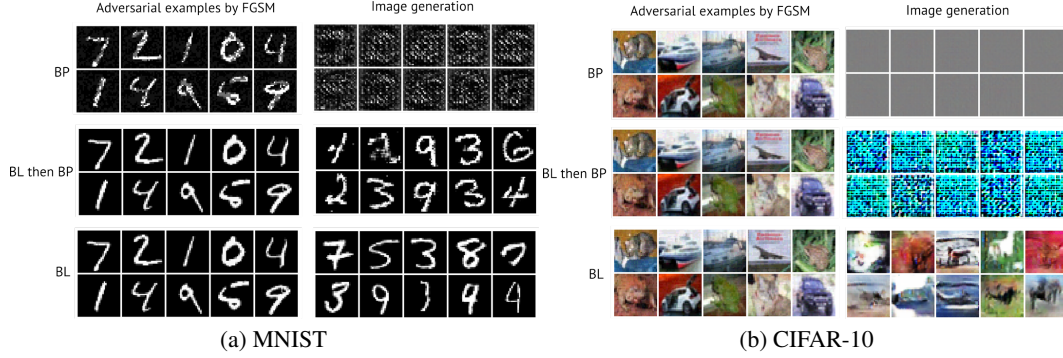 Adversarial examples by FGSM Image generation
BP
BL then BP
BL
(a) MNIST
Adversarial examples by FGSM Image generation
BP
BL then BP
BL
(b) CIFAR-10